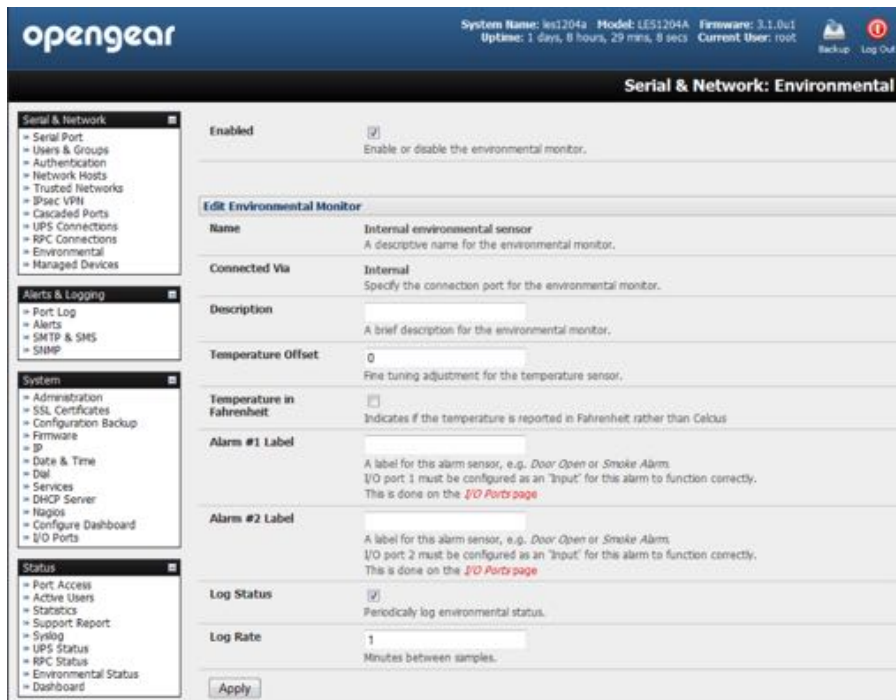 opengear
System Name: les1204a Model: LES1204A Firmware: 3.1.0u1
Uptime: 1 days, 8 hours, 29 mins, 8 secs Current User: root
Backup Log Out
Serial & Network: Environmental
Serial & Network
» Serial Port
» Users & Groups
» Authentication
» Network Hosts
» Trusted Networks
» IPsec VPN
» Cascaded Ports
» UPS Connections
» RPC Connections
» Environmental
» Managed Devices
Alerts & Logging
» Port Log
» Alerts
» SMTP & SMS
» SNMP
System
» Administration
» SSL Certificates
» Configuration Backup
» Firmware
» IP
» Date & Time
» Dial
» Services
» DHCP Server
» Nagios
» Configure Dashboard
» I/O Ports
Status
» Port Access
» Active Users
» Statistics
» Support Report
» Syslog
» UPS Status
» RPC Status
» Environmental Status
» Dashboard
Enabled
Enable or disable the environmental monitor.
Edit Environmental Monitor
Name Internal environmental sensor
A descriptive name for the environmental monitor.
Connected Via Internal
Specify the connection port for the environmental monitor.
Description
A brief description for the environmental monitor.
Temperature Offset 0
Fine tuning adjustment for the temperature sensor.
Temperature in
Fahrenheit
Indicates if the temperature is reported in Fahrenheit rather than Celcius
Alarm #1 Label
A label for this alarm sensor, e.g. Door Open or Smoke Alarm.
I/O port 1 must be configured as an 'Input' for this alarm to function correctly.
This is done on the I/O Ports page
Alarm #2 Label
A label for this alarm sensor, e.g. Door Open or Smoke Alarm.
I/O port 2 must be configured as an 'Input' for this alarm to function correctly.
This is done on the I/O Ports page
Log Status
Periodically log environmental status.
Log Rate 1
Minutes between samples.
Apply